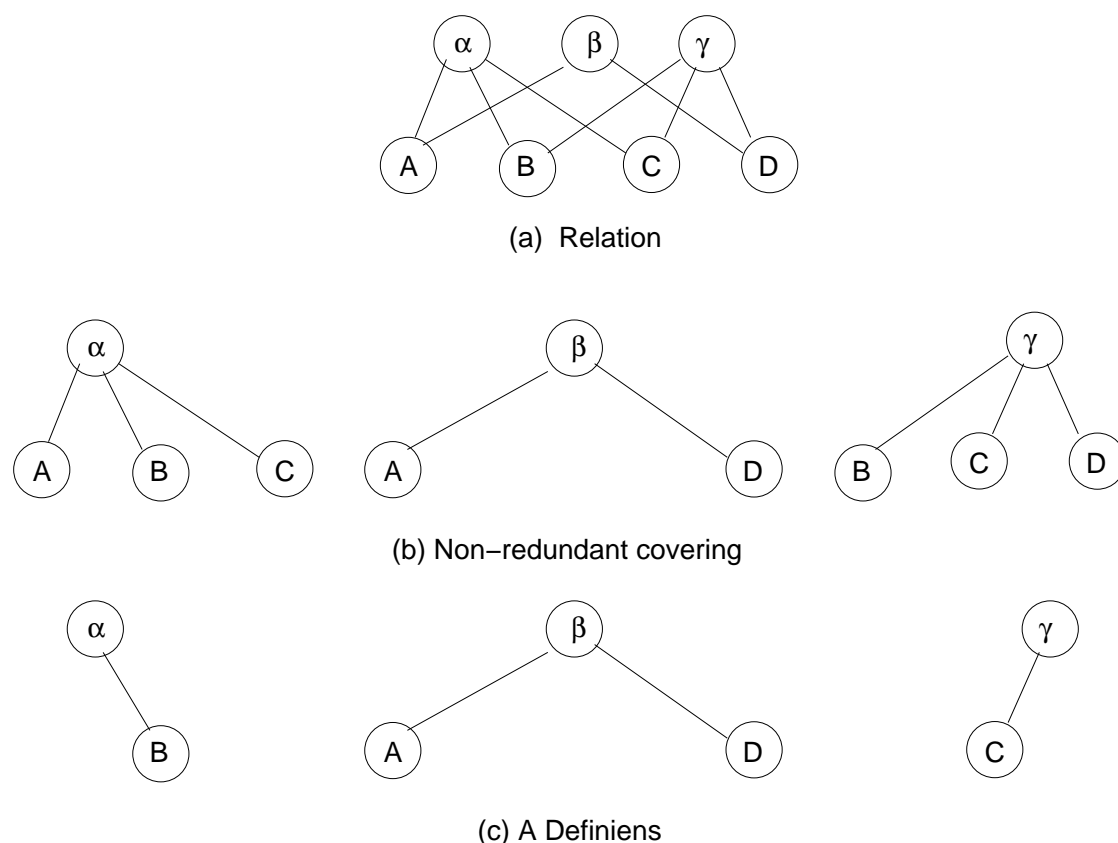 α β γ
A B C D
(a) Relation
α β γ
A B C A D B C D
(b) Non−redundant covering
α β γ
B A D C
(c) A Definiens